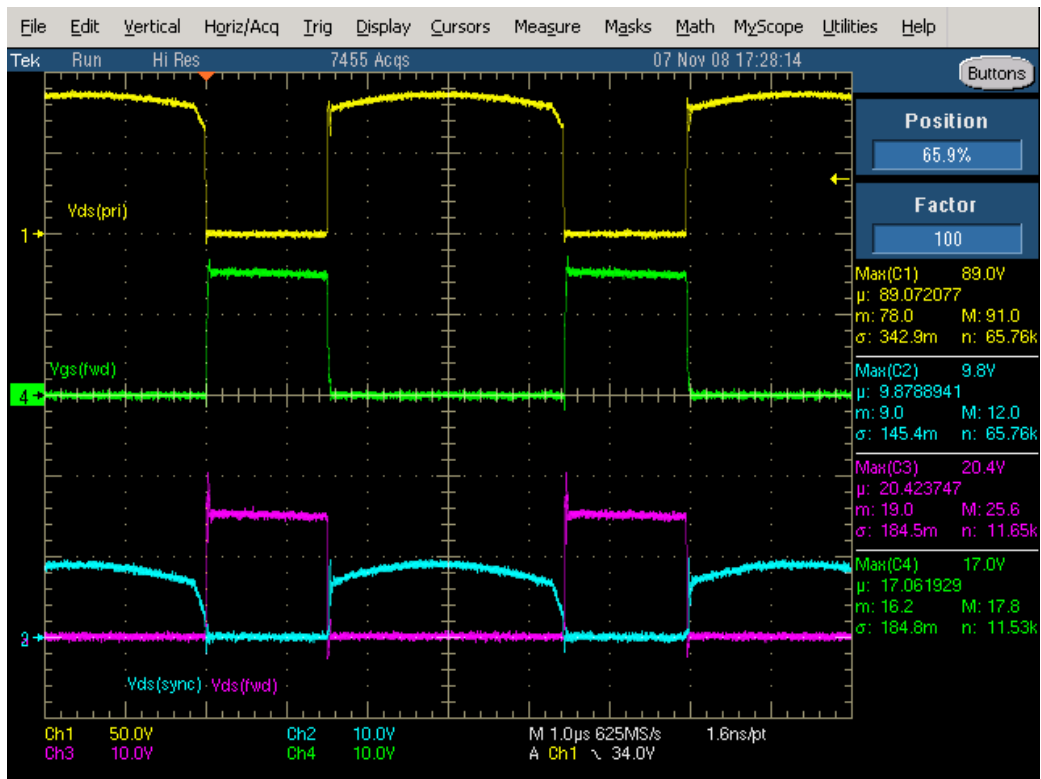 File Edit Vertical Horiz/Acq Trig Display Cursors Measure Masks Math MyScope Utilities Help
Tek Run Hi Res 7455 Acqs 07 Nov 08 17:28:14
Buttons
Position
65.9%
Factor
100
Vds(pri)
1
Max(C1) 89.0V
µ: 89.072077
m: 78.0 M: 91.0
σ: 342.9m n: 65.76k
Vgs(fwd)
4
Max(C2) 9.8V
µ: 9.8788941
m: 9.0 M: 12.0
σ: 145.4m n: 65.76k
Max(C3) 20.4V
µ: 20.423747
m: 19.0 M: 25.6
σ: 184.5m n: 11.65k
Max(C4) 17.0V
µ: 17.061929
m: 16.2 M: 17.8
σ: 184.8m n: 11.53k
Vds(sync) Vds(fwd)
Ch1 50.0V Ch2 10.0V M 1.0µs 625MS/s 1.6ns/pt
Ch3 10.0V Ch4 10.0V A Ch1 \ 34.0V